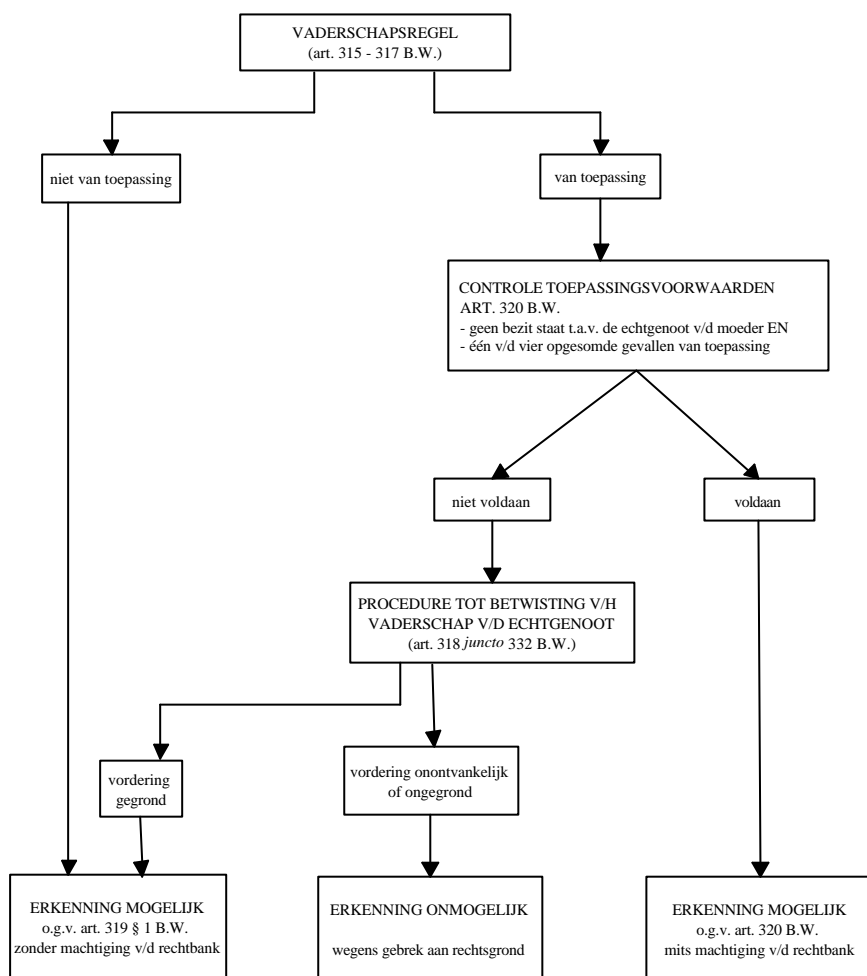 VADERSCHAPSREGEL
(art. 315 - 317 B.W.)
niet van toepassing
van toepassing
CONTROLE TOEPASSINGSVOORWAARDEN
ART. 320 B.W.
- geen bezit staat t.a.v. de echtgenoot v/d moeder EN
- één v/d vier opgesomde gevallen van toepassing
niet voldaan
voldaan
PROCEDURE TOT BETWISTING V/H
VADERSCHAP V/D ECHTGENOOT
(art. 318 juncto 332 B.W.)
vordering
gegrond
vordering onontvankelijk
of ongegrond
ERKENNING MOGELIJK
o.g.v. art. 319 § 1 B.W.
zonder machtiging v/d rechtbank
ERKENNING ONMOGELIJK
wegens gebrek aan rechtsgrond
ERKENNING MOGELIJK
o.g.v. art. 320 B.W.
mits machtiging v/d rechtbank